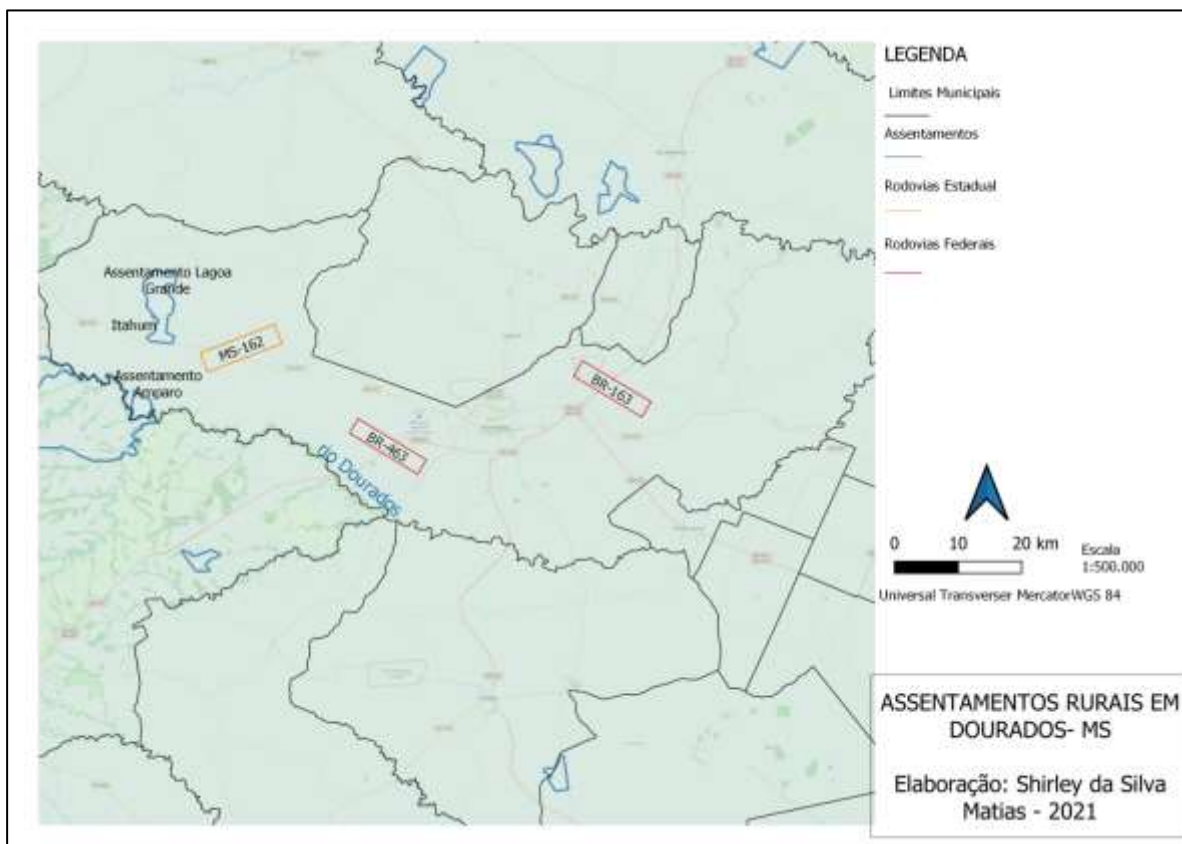 LEGENDA
Limites Municipais
Assentamentos
Rodovias Estadual
Rodovias Federais
Assentamento Lagoa
Grande
Itahum
MS-162
Assentamento
Amparo
BR-163
BR-463
rio Dourados
0 10 20 km
Escala
1:500.000
Universal Transverser MercatorWGS 84
ASSENTAMENTOS RURAIS EM
DOURADOS- MS
Elaboração: Shirley da Silva
Matias - 2021